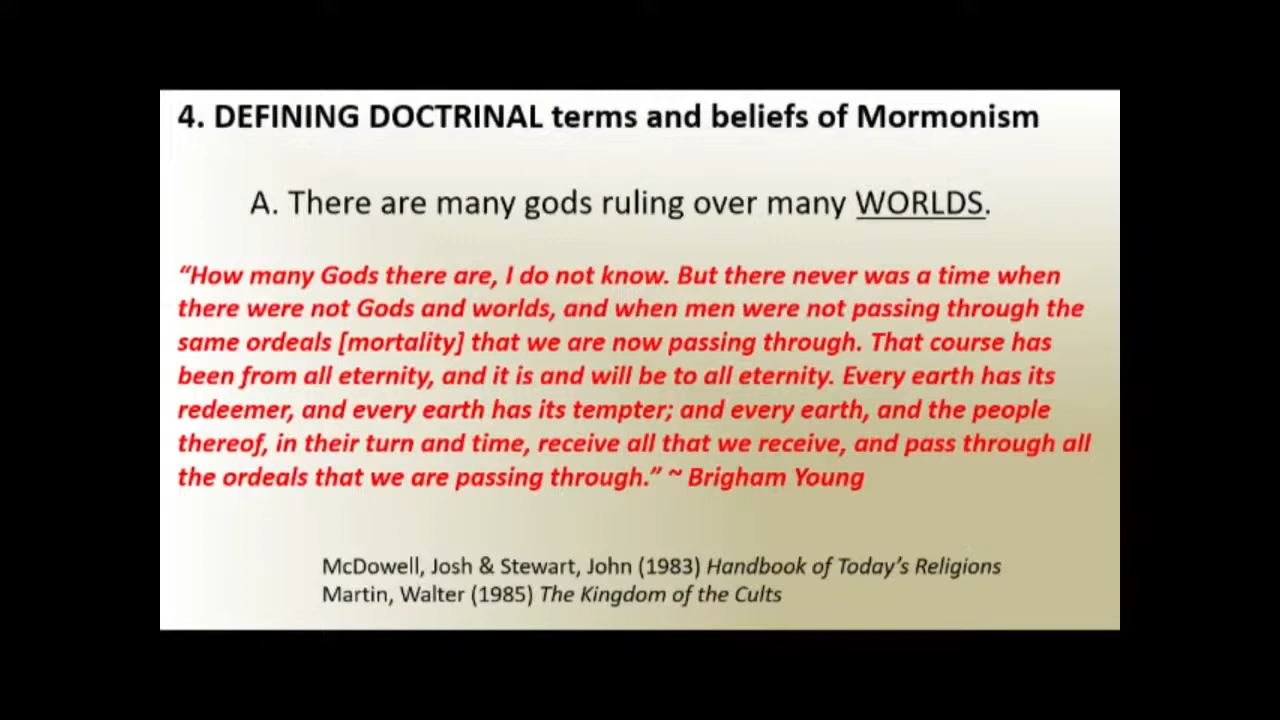 4. DEFINING DOCTRINAL terms and beliefs of Mormonism
A. There are many gods ruling over many WORLDS.
“How many Gods there are, I do not know. But there never was a time when
there were not Gods and worlds, and when men were not passing through the
same ordeals [mortality] that we are now passing through. That course has
been from all eternity, and it is and will be to all eternity. Every earth has its
redeemer, and every earth has its tempter; and every earth, and the people
thereof, in their turn and time, receive all that we receive, and pass through all
the ordeals that we are passing through.” ~ Brigham Young
McDowell, Josh & Stewart, John (1983) Handbook of Today’s Religions
Martin, Walter (1985) The Kingdom of the Cults